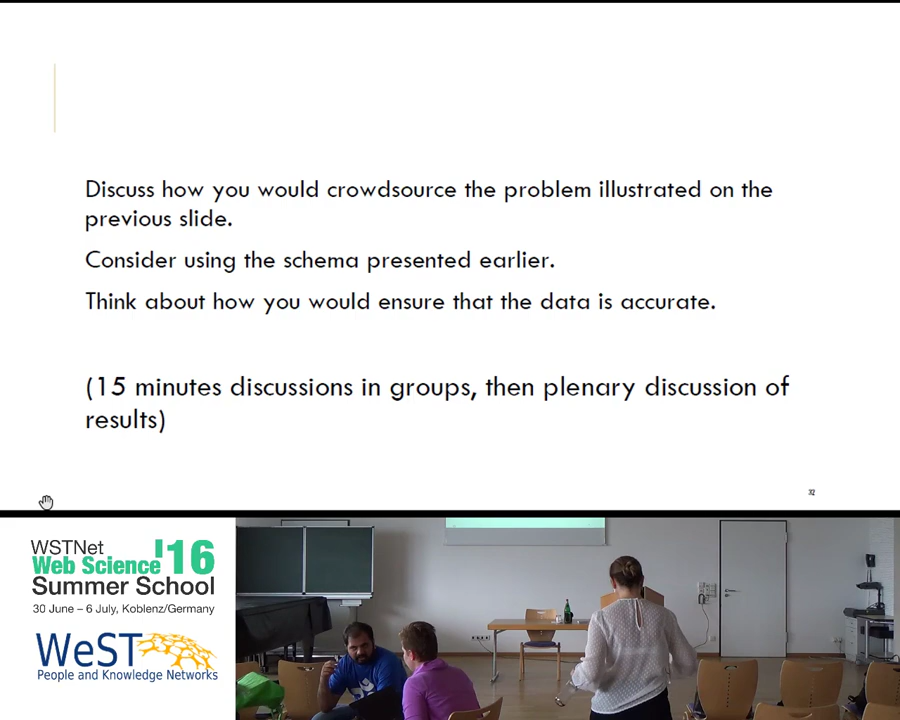 Discuss how you would crowdsource the problem illustrated on the
previous slide.
Consider using the schema presented earlier.
Think about how you would ensure that the data is accurate.
(15 minutes discussions in groups, then plenary discussion of
results)
32
WSTNet
Web Science '16
Summer School
30 June – 6 July, Koblenz/Germany
WeST
People and Knowledge Networks